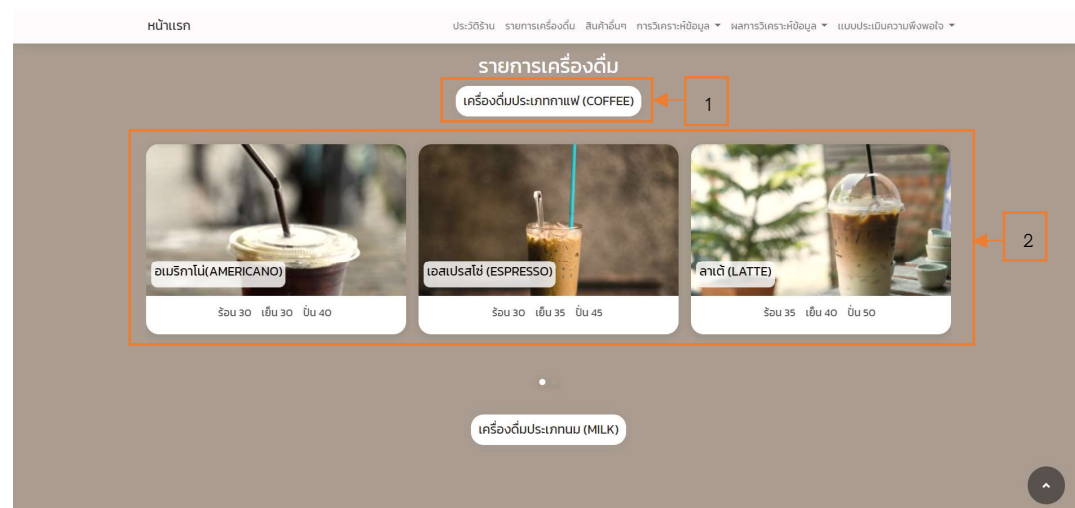 หน้าแรก ประวัติร้าน รายการเครื่องดื่ม สินค้าอื่นๆ การวิเคราะห์ข้อมูล ผลการวิเคราะห์ข้อมูล แบบประเมินความพึงพอใจ
รายการเครื่องดื่ม
เครื่องดื่มประเภทกาแฟ (COFFEE) 1
2
อเมริกาโน่(AMERICANO) เอสเปรสโซ่ (ESPRESSO) ลาเต้ (LATTE)
ร้อน 30 เย็น 30 ปั่น 40 ร้อน 30 เย็น 35 ปั่น 45 ร้อน 35 เย็น 40 ปั่น 50
เครื่องดื่มประเภทนม (MILK)